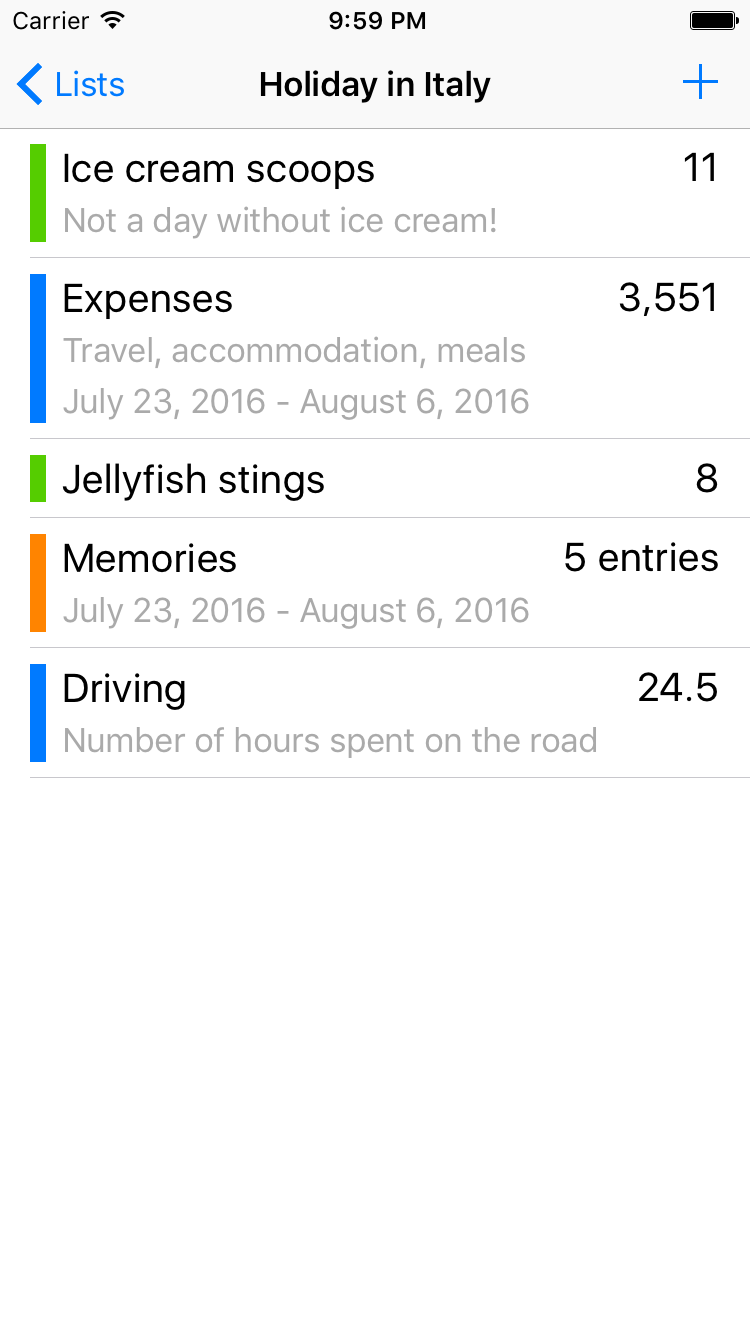 Carrier 9:59 PM
Lists Holiday in Italy +
Ice cream scoops 11
Not a day without ice cream!
Expenses 3,551
Travel, accommodation, meals
July 23, 2016 - August 6, 2016
Jellyfish stings 8
Memories 5 entries
July 23, 2016 - August 6, 2016
Driving 24.5
Number of hours spent on the road